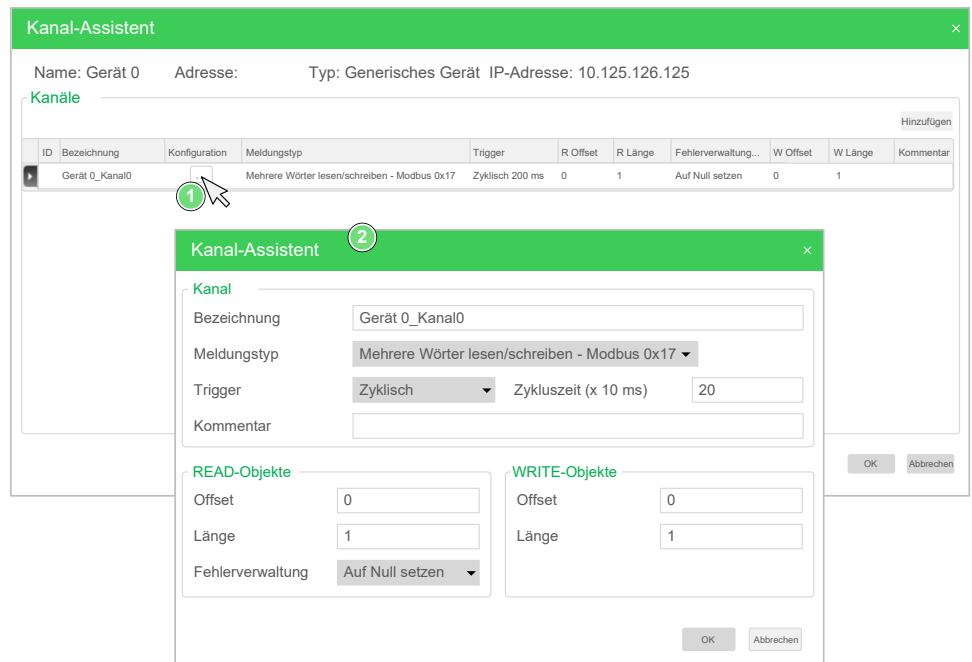 Kanal-Assistent ×
Name: Gerät 0 Adresse: Typ: Generisches Gerät IP-Adresse: 10.125.126.125
Kanäle
Hinzufügen
ID Bezeichnung Konfiguration Meldungstyp Trigger R Offset R Länge Fehlerverwaltung... W Offset W Länge Kommentar
Gerät 0_Kanal0 Mehrere Wörter lesen/schreiben - Modbus 0x17 Zyklisch 200 ms 0 1 Auf Null setzen 0 1
1
2
Kanal-Assistent ×
Kanal
Bezeichnung Gerät 0_Kanal0
Meldungstyp Mehrere Wörter lesen/schreiben - Modbus 0x17
Trigger Zyklisch Zykluszeit (x 10 ms) 20
Kommentar
OK Abbrechen
READ-Objekte WRITE-Objekte
Offset 0 Offset 0
Länge 1 Länge 1
Fehlerverwaltung Auf Null setzen
OK Abbrechen